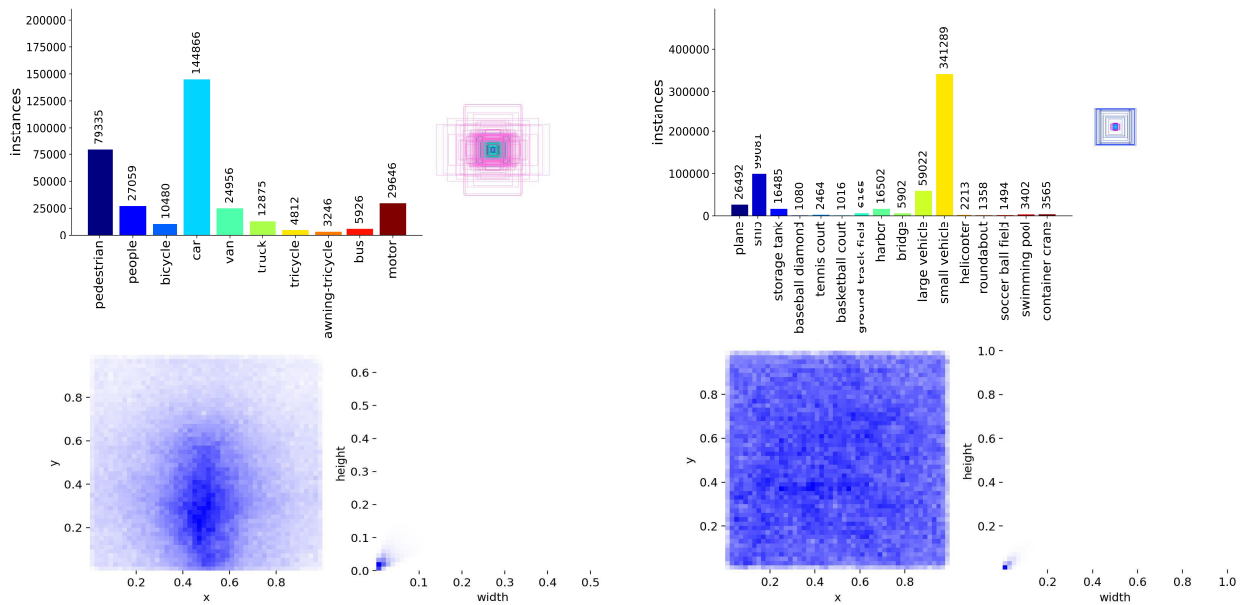 200000
175000
150000
125000
100000
75000
50000
25000
0
instances
79335
27059
10480
144866
24956
12875
4812
3246
5926
29646
pedestrian
people
bicycle
car
van
truck
tricycle
awning-tricycle
bus
motor
400000
300000
200000
100000
0
instances
26492
99081
16485
1080
2464
1016
16502
5902
59022
341289
2213
1358
1494
3402
3565
plane
ship
storage tank
baseball diamond
tennis court
basketball court
ground track field
harbor
bridge
large vehicle
small vehicle
helicopter
roundabout
soccer ball field
swimming pool
container crane
0.8
0.6
0.4
0.2
y
0.2
0.4
0.6
0.8
x
0.6
0.5
0.4
0.3
0.2
0.1
0.0
height
0.1
0.2
0.3
0.4
0.5
width
0.8
0.6
0.4
0.2
y
0.2
0.4
0.6
0.8
x
1.0
0.8
0.6
0.4
0.2
height
0.2
0.4
0.6
0.8
1.0
width